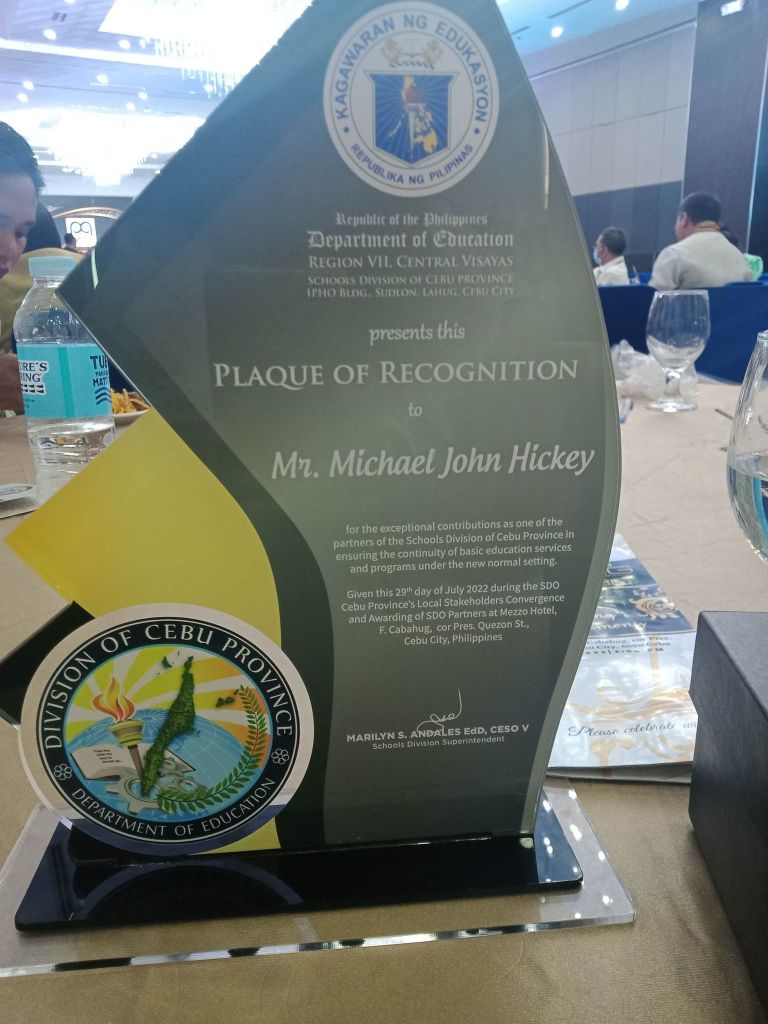 KAGAWARAN NG EDUKASYON
REPUBLIKA NG PILIPINAS
Republic of the Philippines
Department of Education
REGION VII, CENTRAL VISAYAS
SCHOOLS DIVISION OF CEBU PROVINCE
IPHO BLDG., SUDLON, LAHUG, CEBU CITY
presents this
PLAQUE OF RECOGNITION
to
Mr. Michael John Hickey
for the exceptional contributions as one of the
partners of the Schools Division of Cebu Province in
ensuring the continuity of basic education services
and programs under the new normal setting.
Given this 29th day of July 2022 during the SDO
Cebu Province's Local Stakeholders Convergence
and Awarding of SDO Partners at Mezzo Hotel,
F. Cabahug, cor Pres. Quezon St.,
Cebu City, Philippines
MARILYN S. ANDALES EdD, CESO V
Schools Division Superintendent
DIVISION OF CEBU PROVINCE
DEPARTMENT OF EDUCATION
Cabahug, cor Pres
Please celebrate